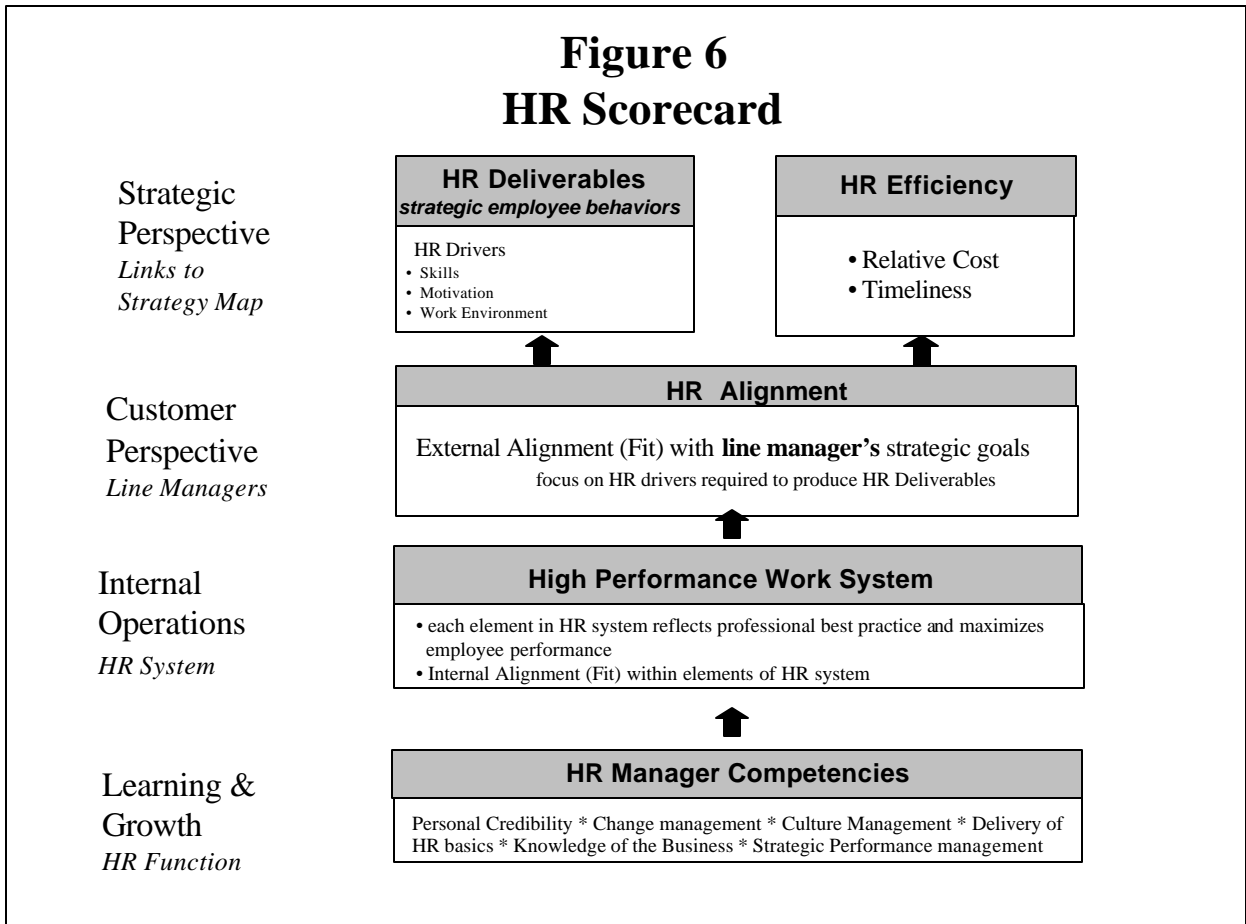 Figure 6
HR Scorecard
Strategic
Perspective
Links to
Strategy Map
HR Deliverables
strategic employee behaviors
HR Drivers
• Skills
• Motivation
• Work Environment
HR Efficiency
• Relative Cost
• Timeliness
Customer
Perspective
Line Managers
HR Alignment
External Alignment (Fit) with line manager's strategic goals
focus on HR drivers required to produce HR Deliverables
Internal
Operations
HR System
High Performance Work System
• each element in HR system reflects professional best practice and maximizes
employee performance
• Internal Alignment (Fit) within elements of HR system
Learning &
Growth
HR Function
HR Manager Competencies
Personal Credibility * Change management * Culture Management * Delivery of
HR basics * Knowledge of the Business * Strategic Performance management